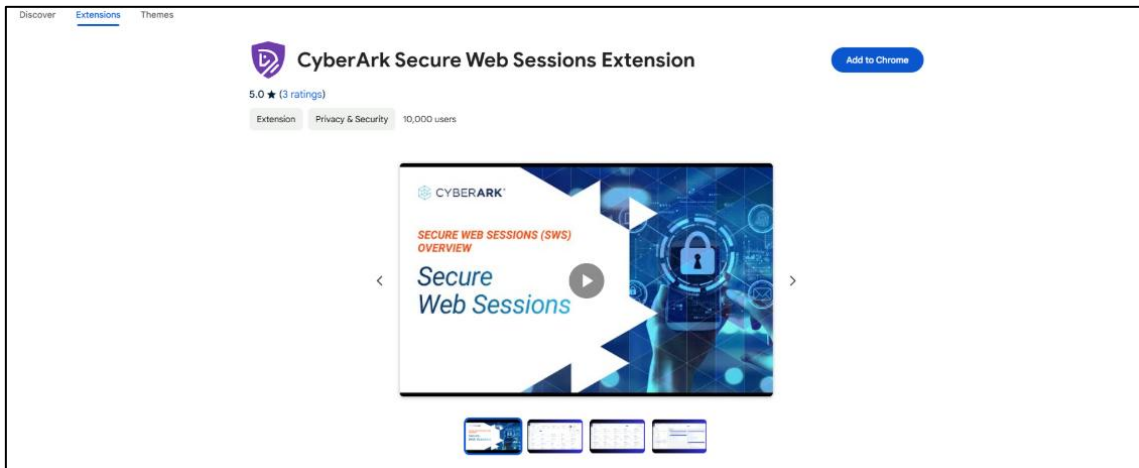 Discover Extensions Themes
CyberArk Secure Web Sessions Extension
Add to Chrome
5.0 ★ (3 ratings)
Extension Privacy & Security 10,000 users
CYBERARK®
SECURE WEB SESSIONS (SWS)
OVERVIEW
Secure
Web Sessions